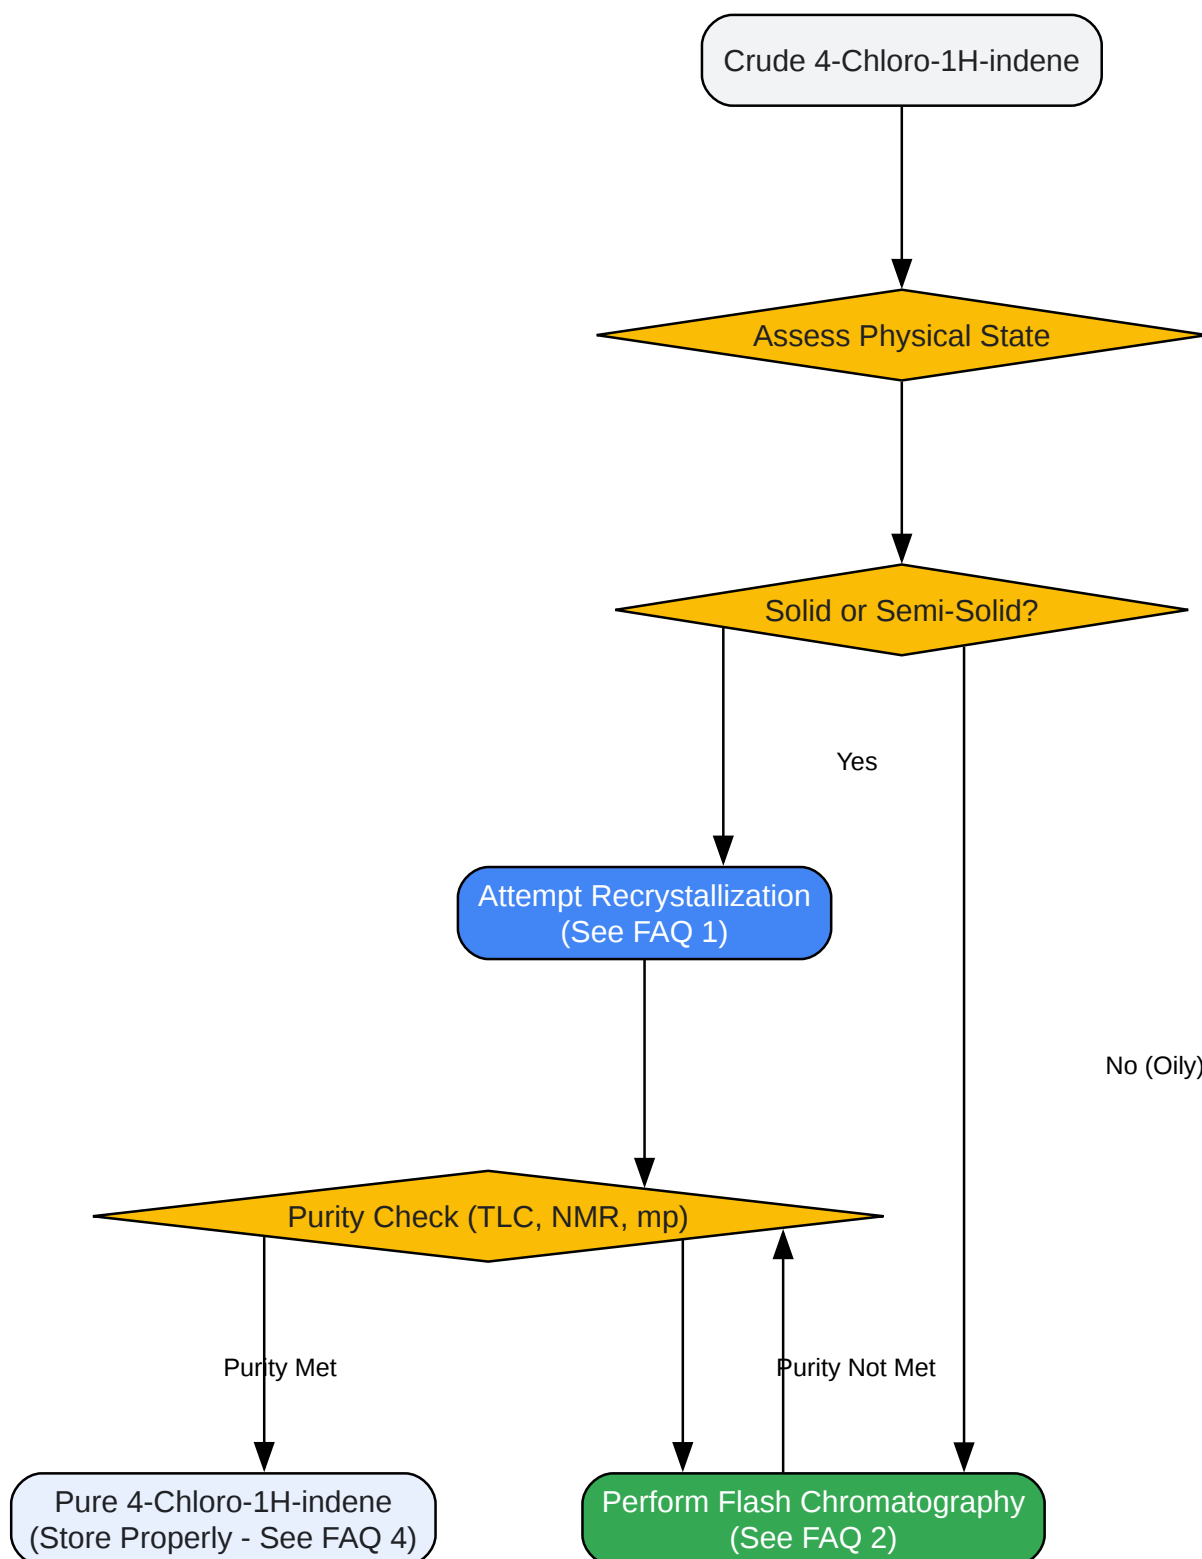 Crude 4-Chloro-1H-indene
Assess Physical State
Solid or Semi-Solid?
Yes
Attempt Recrystallization
(See FAQ 1)
No (Oily)
Purity Check (TLC, NMR, mp)
Purity Met
Purity Not Met
Pure 4-Chloro-1H-indene
(Store Properly - See FAQ 4)
Perform Flash Chromatography
(See FAQ 2)